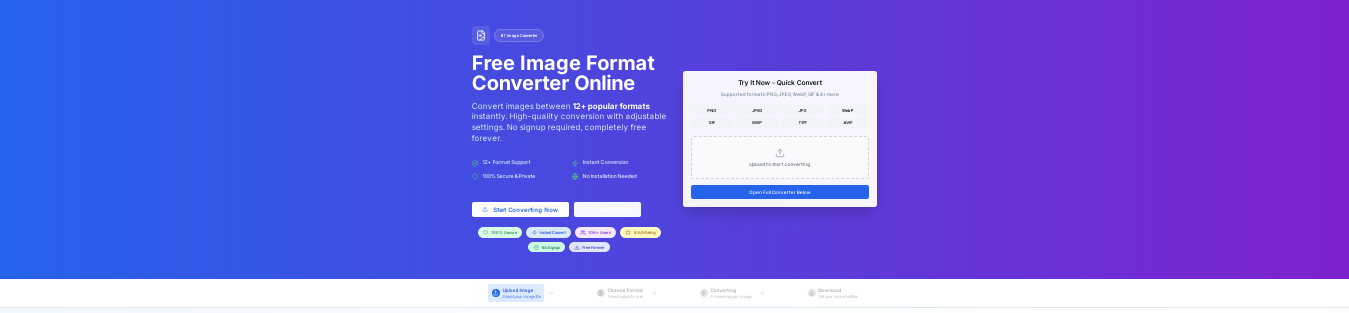 #1 Image Converter
Free Image Format
Converter Online
Convert images between 12+ popular formats
instantly. High-quality conversion with adjustable
settings. No signup required, completely free
forever.
12+ Format Support
Instant Conversion
100% Secure & Private
No Installation Needed
Start Converting Now
100% Secure
Instant Convert
10K+ Users
4.9/5 Rating
No Signup
Free Forever
Try It Now - Quick Convert
Supported formats: PNG, JPEG, WebP, GIF & 8+ more
PNG
JPEG
JPG
WebP
GIF
BMP
TIFF
AVIF
Upload to start converting
Open Full Converter Below
Upload Image
Select your image file
Choose Format
Select output format
Converting
Processing your image
Download
Get your converted file